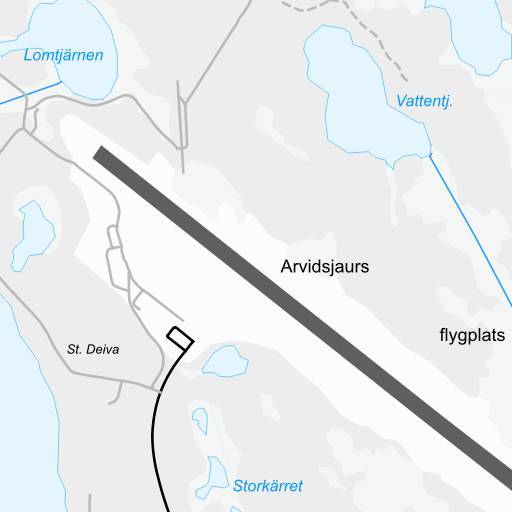 Lomtjärnen
Vattentj.
Arvidsjaurs
flygplats
St. Deiva
Storkärret